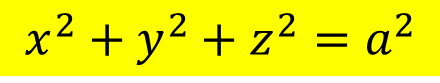 x² + y² + z² = a²